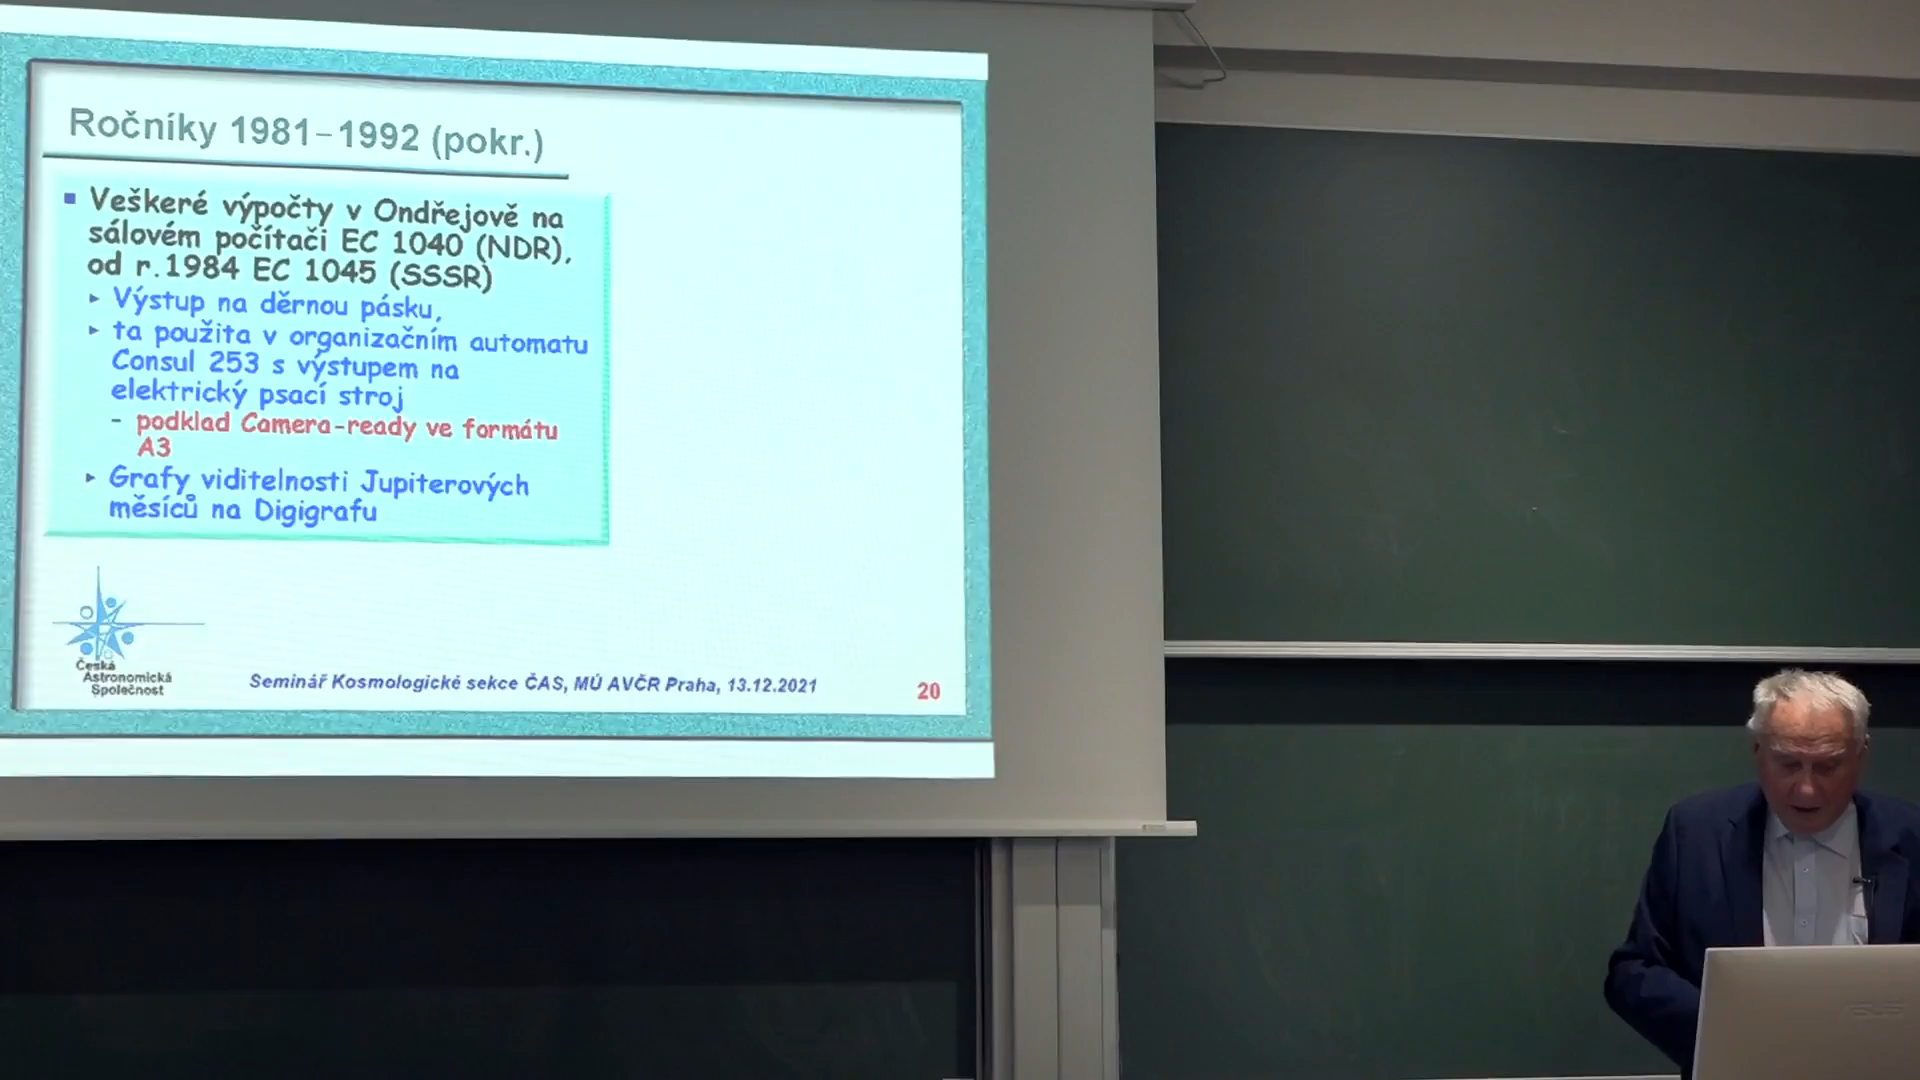 Ročníky 1981–1992 (pokr.)
Veškeré výpočty v Ondřejově na
sálovém počítači EC 1040 (NDR),
od r.1984 EC 1045 (SSSR)
Výstup na děrnou pásku,
ta použita v organizačním automatu
Consul 253 s výstupem na
elektrický psací stroj
- podklad Camera-ready ve formátu
A3
Grafy viditelnosti Jupiterových
měsíců na Digigrafu
Česká
Astronomická
Společnost
Seminář Kosmologické sekce ČAS, MÚ AVČR Praha, 13.12.2021
20
ASUS